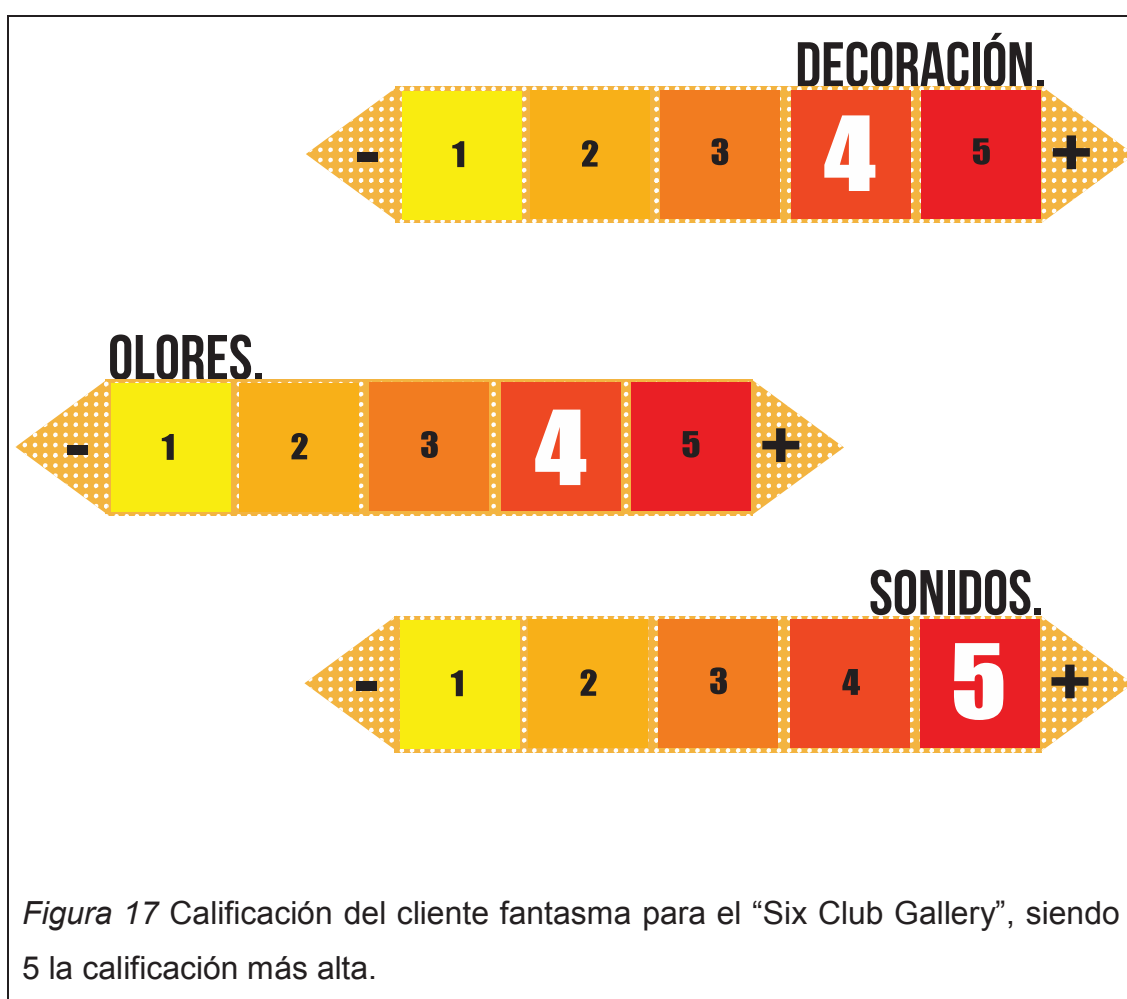 DECORACIÓN.
- 1 2 3 4 5 +
OLORES.
- 1 2 3 4 5 +
SONIDOS.
- 1 2 3 4 5 +
Figura 17 Calificación del cliente fantasma para el “Six Club Gallery”, siendo
5 la calificación más alta.